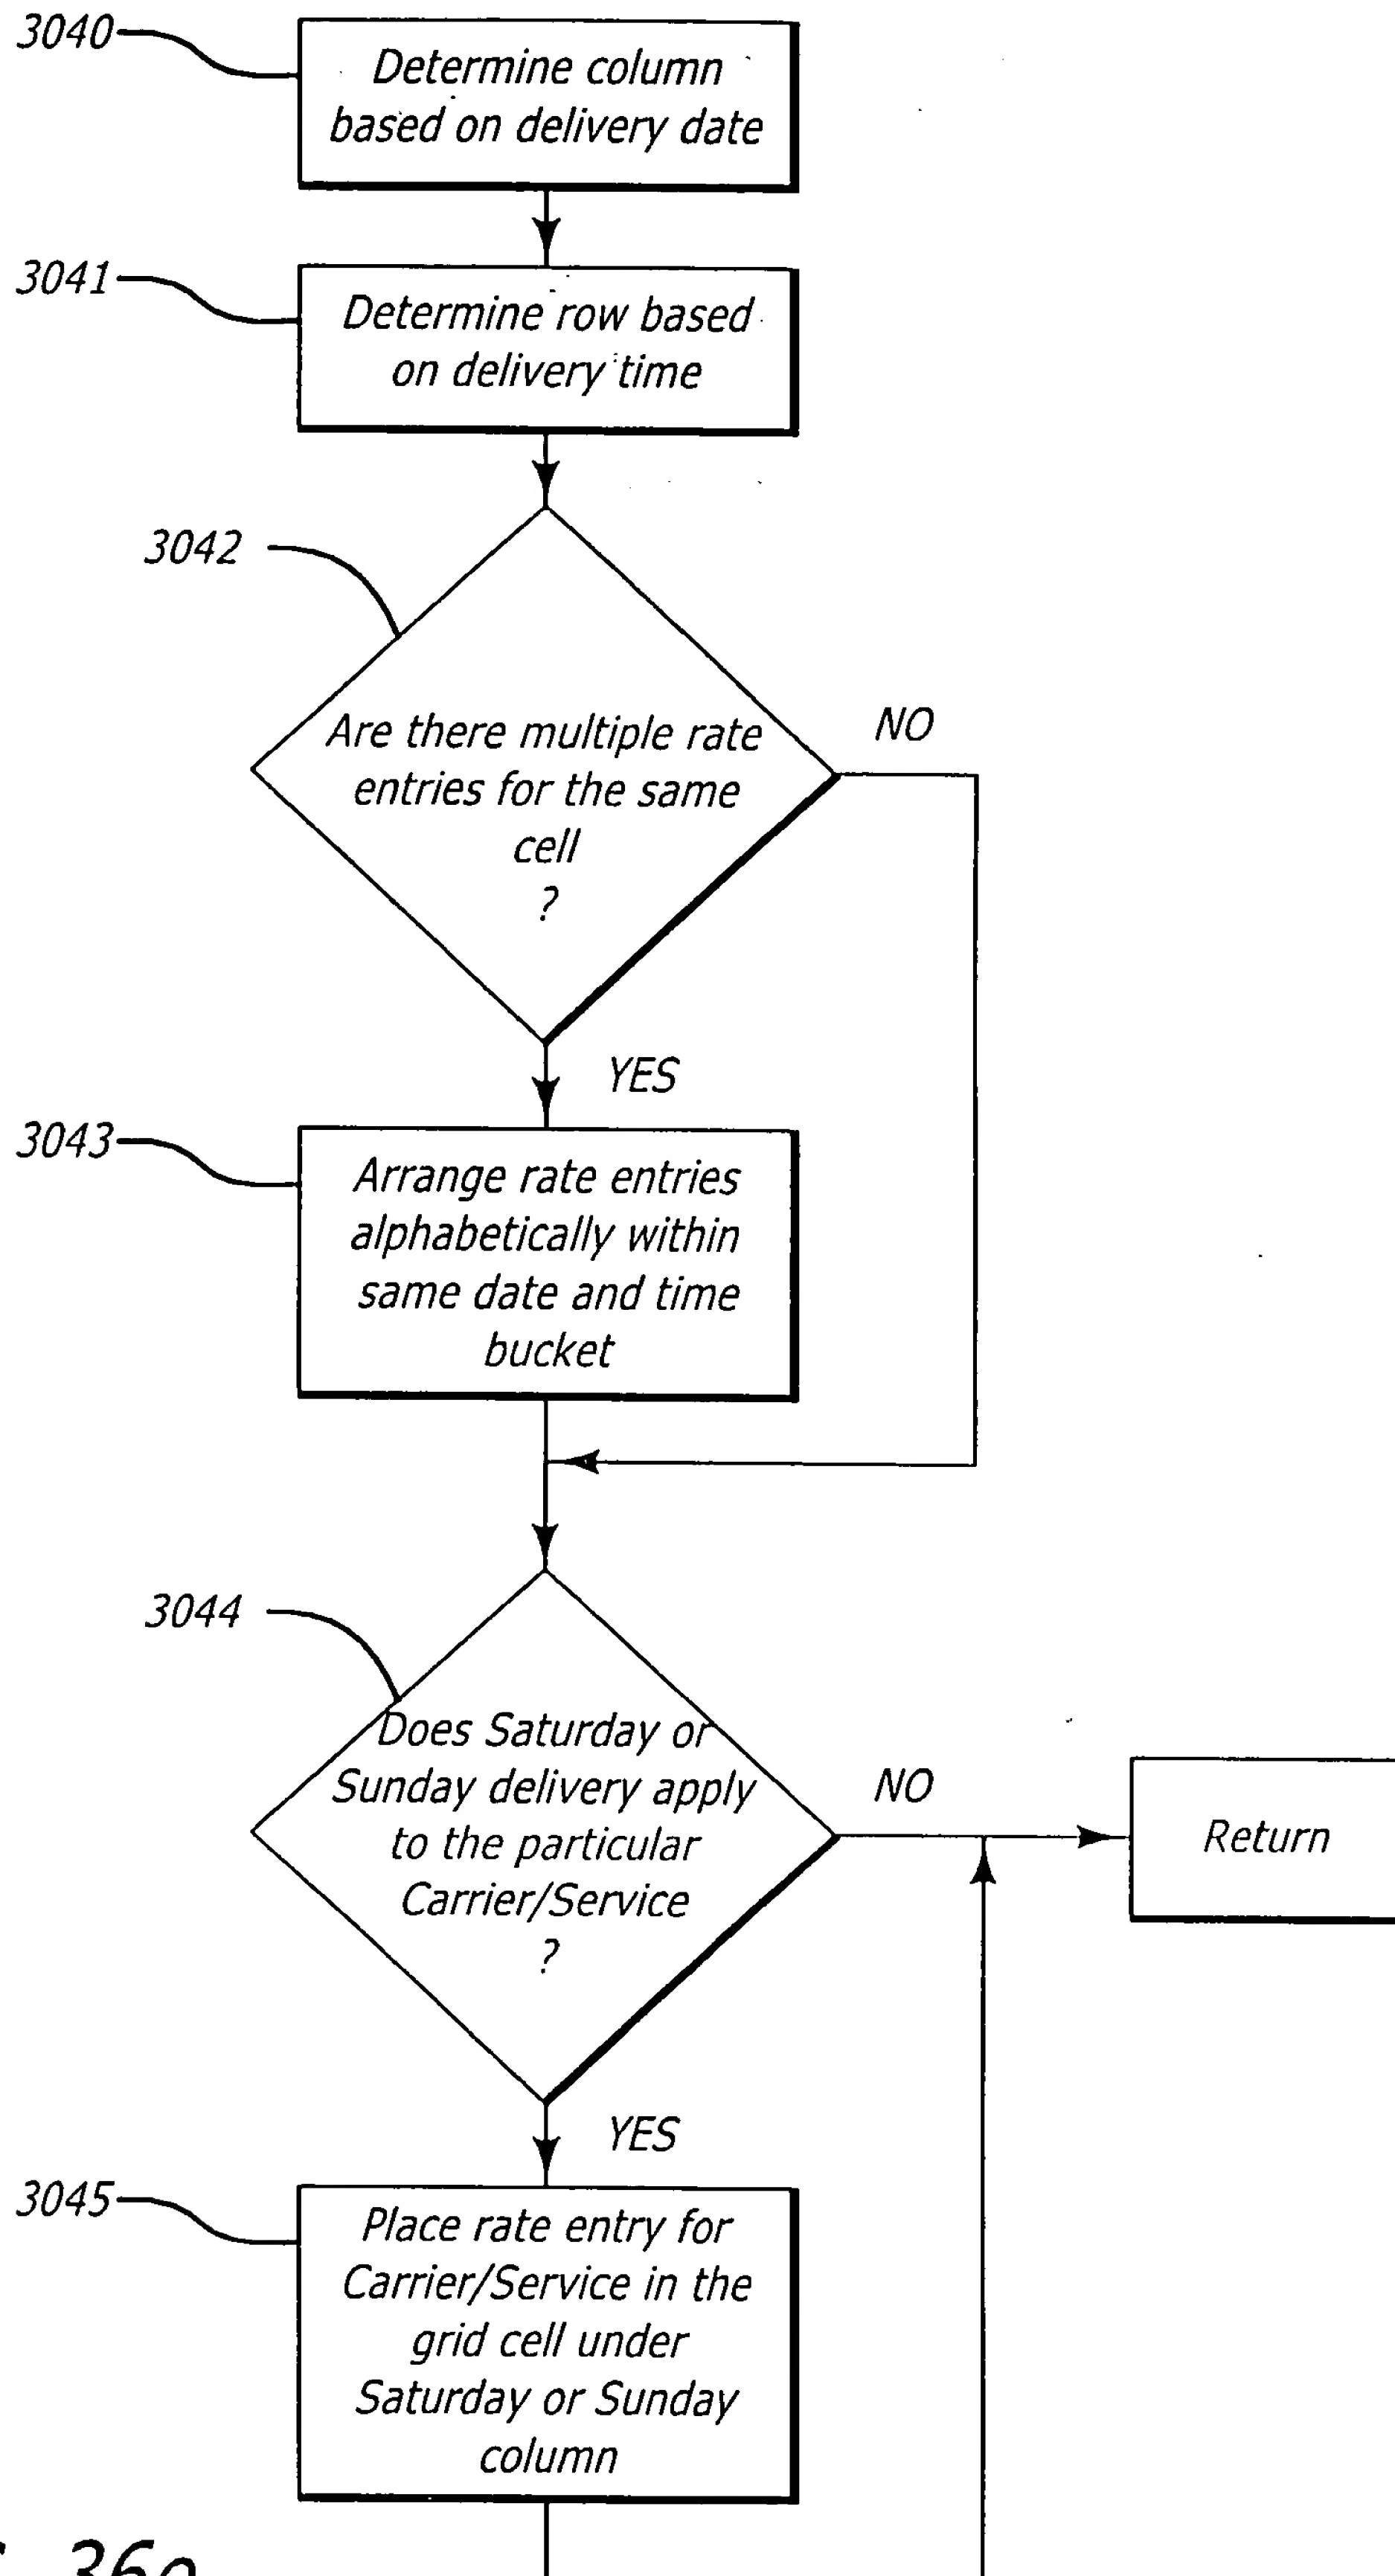 3040
Determine column
based on delivery date
3041
Determine row based
on delivery time
3042
Are there multiple rate
entries for the same
cell
?
NO
YES
3043
Arrange rate entries
alphabetically within
same date and time
bucket
3044
Does Saturday or
Sunday delivery apply
to the particular
Carrier/Service
?
NO
Return
YES
3045
Place rate entry for
Carrier/Service in the
grid cell under
Saturday or Sunday
column